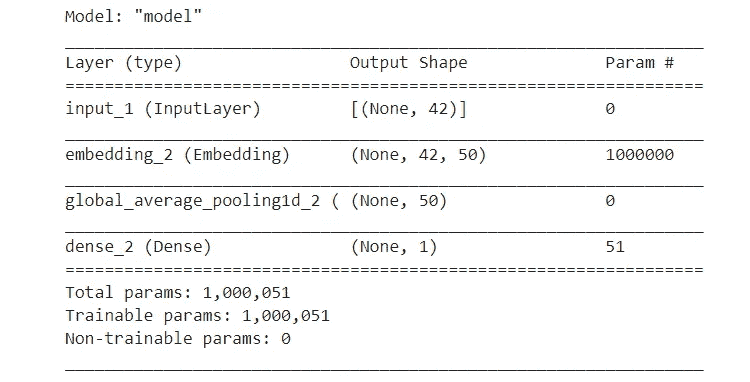 Model: "model"
Layer (type) Output Shape Param #
input_1 (InputLayer) [(None, 42)] 0
embedding_2 (Embedding) (None, 42, 50) 1000000
global_average_pooling1d_2 ( (None, 50) 0
dense_2 (Dense) (None, 1) 51
Total params: 1,000,051
Trainable params: 1,000,051
Non-trainable params: 0